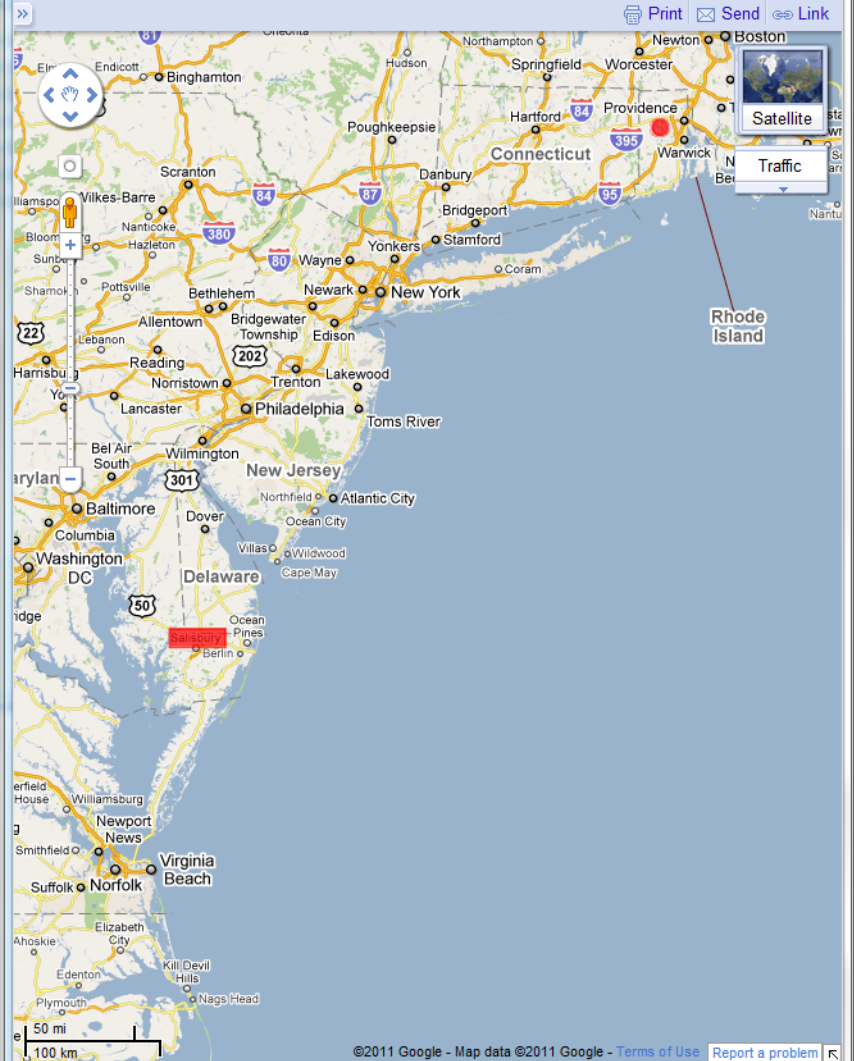 »
Print
Send
Link
81
Oneonta
Northampton
Newton
Boston
Endicott
Binghamton
Hudson
Springfield
Worcester
Poughkeepsie
Hartford
84
Providence
Satellite
395
Connecticut
Warwick
Traffic
Scranton
Danbury
84
87
95
Wilkes-Barre
Bridgeport
Nanticoke
380
Stamford
Hazleton
Yonkers
80
Wayne
Coram
Pottsville
Bethlehem
Newark
New York
Allentown
Bridgewater
Township
Edison
Rhode
Island
22
Lebanon
202
Reading
Harrisburg
Norristown
Trenton
Lakewood
Lancaster
Philadelphia
Toms River
Bel Air
South
Wilmington
New Jersey
301
Northfield
Atlantic City
Baltimore
Ocean City
Dover
Columbia
Villas
Wildwood
Washington
DC
Cape May
Delaware
50
Ocean
Pines
Salisbury
Berlin
Williamsburg
Newport
News
Smithfield
Virginia
Beach
Suffolk
Norfolk
Elizabeth
City
Ahoskie
Kill Devil
Hills
Edenton
Nags Head
Plymouth
50 mi
100 km
©2011 Google - Map data ©2011 Google - Terms of Use
Report a problem